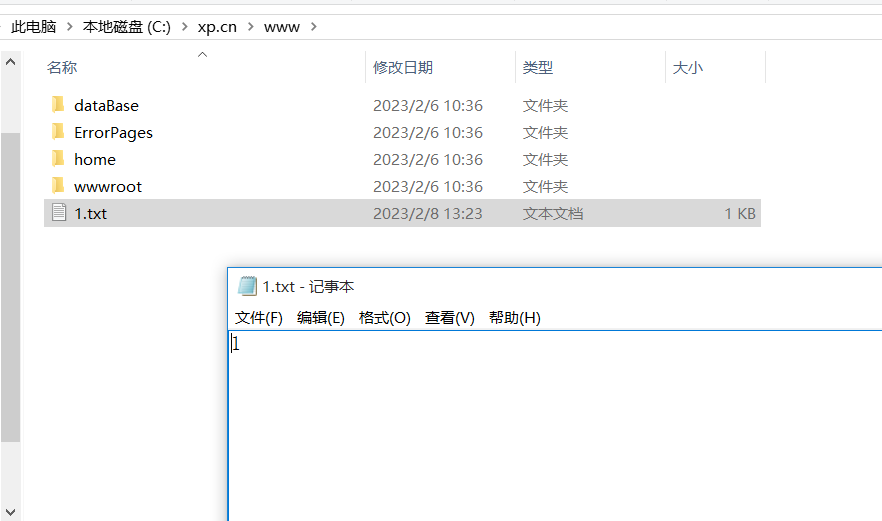 此电脑 > 本地磁盘 (C:) > xp.cn > www >
名称 修改日期 类型 大小
dataBase 2023/2/6 10:36 文件夹
ErrorPages 2023/2/6 10:36 文件夹
home 2023/2/6 10:36 文件夹
wwwroot 2023/2/6 10:36 文件夹
1.txt 2023/2/8 13:23 文本文档 1 KB
1.txt - 记事本
文件(F) 编辑(E) 格式(O) 查看(V) 帮助(H)
1